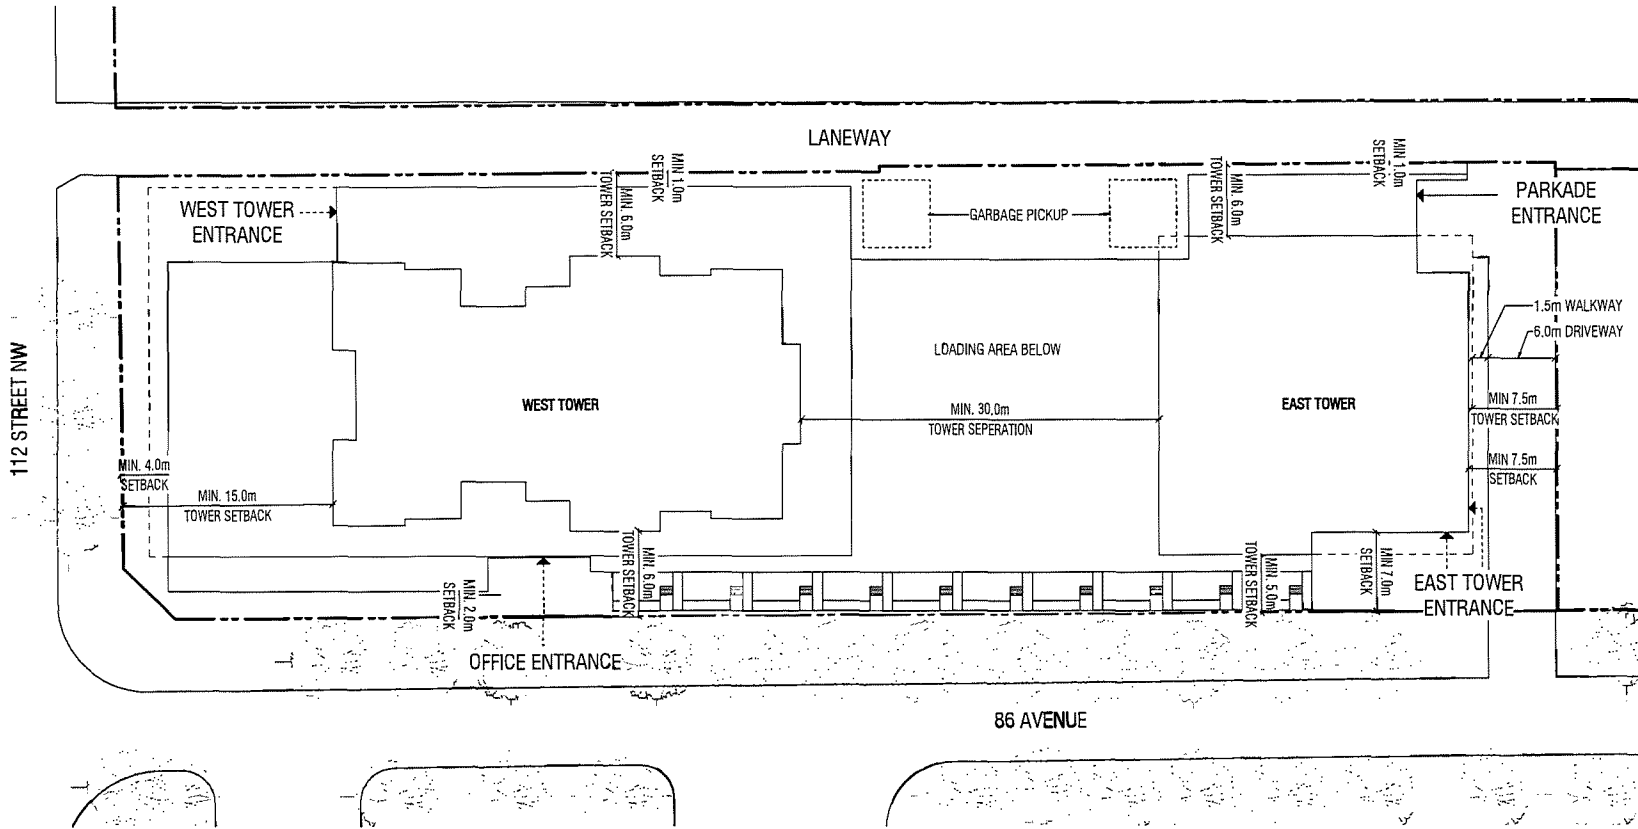 LANEWAY
MIN 1.0m
SETBACK
MIN. 6.0m
TOWER SETBACK
MIN. 6.0m
TOWER SETBACK
MIN 1.0m
SETBACK
WEST TOWER
ENTRANCE
GARBAGE PICKUP
PARKADE
ENTRANCE
1.5m WALKWAY
6.0m DRIVEWAY
LOADING AREA BELOW
112 STREET NW
WEST TOWER
MIN. 30.0m
TOWER SEPERATION
EAST TOWER
MIN 7.5m
TOWER SETBACK
MIN 7.5m
SETBACK
MIN. 4.0m
SETBACK
MIN. 15.0m
TOWER SETBACK
MIN. 2.0m
SETBACK
MIN. 6.0m
TOWER SETBACK
MIN. 5.0m
TOWER SETBACK
MIN 7.0m
SETBACK
EAST TOWER
ENTRANCE
OFFICE ENTRANCE
86 AVENUE